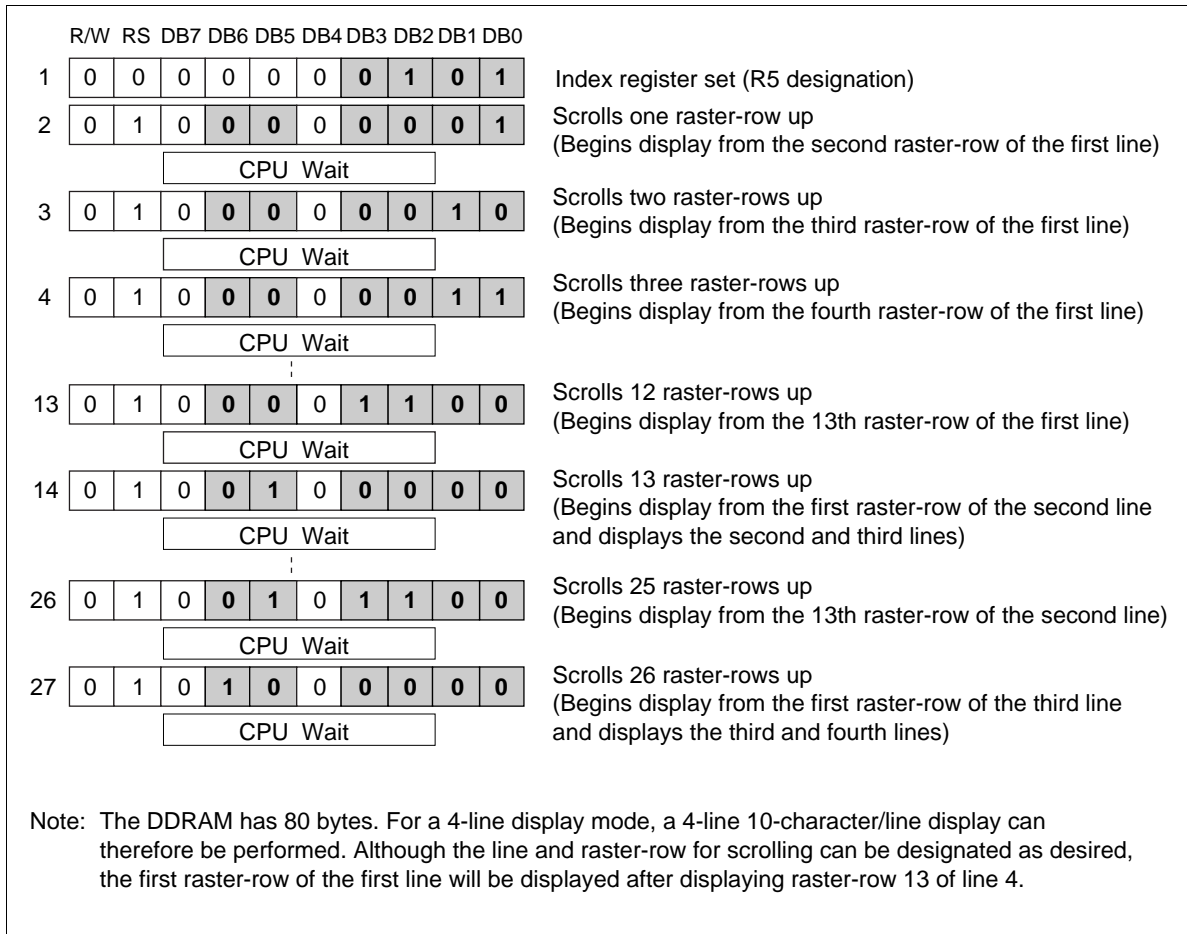 R/W RS DB7 DB6 DB5 DB4 DB3 DB2 DB1 DB0
1 0 0 0 0 0 0 0 1 0 1 Index register set (R5 designation)
2 0 1 0 0 0 0 0 0 0 1 Scrolls one raster-row up
(Begins display from the second raster-row of the first line)
CPU Wait
3 0 1 0 0 0 0 0 0 1 0 Scrolls two raster-rows up
(Begins display from the third raster-row of the first line)
CPU Wait
4 0 1 0 0 0 0 0 0 1 1 Scrolls three raster-rows up
(Begins display from the fourth raster-row of the first line)
CPU Wait
13 0 1 0 0 0 0 1 1 0 0 Scrolls 12 raster-rows up
(Begins display from the 13th raster-row of the first line)
CPU Wait
14 0 1 0 0 1 0 0 0 0 0 Scrolls 13 raster-rows up
(Begins display from the first raster-row of the second line
and displays the second and third lines)
CPU Wait
26 0 1 0 0 1 0 1 1 0 0 Scrolls 25 raster-rows up
(Begins display from the 13th raster-row of the second line)
CPU Wait
27 0 1 0 1 0 0 0 0 0 0 Scrolls 26 raster-rows up
(Begins display from the first raster-row of the third line
and displays the third and fourth lines)
CPU Wait
Note: The DDRAM has 80 bytes. For a 4-line display mode, a 4-line 10-character/line display can
therefore be performed. Although the line and raster-row for scrolling can be designated as desired,
the first raster-row of the first line will be displayed after displaying raster-row 13 of line 4.